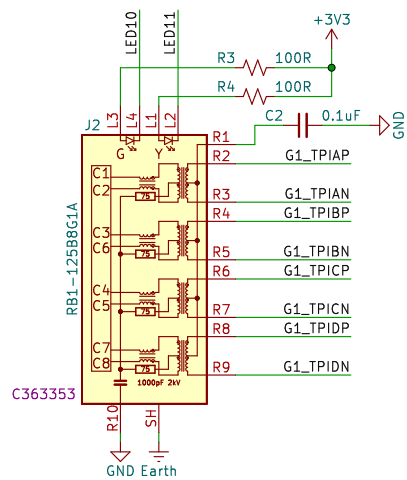 +3V3
LED10
LED11
R3
100R
R4
100R
C2
0.1uF
GND
L3
L4
L1
L2
J2
G
Y
R1
R2
G1_TPIAP
C1
C2
75
R3
G1_TPIAN
R4
G1_TPIBP
C3
C6
75
R5
G1_TPIBN
R6
G1_TPICP
C4
C5
75
R7
G1_TPICN
R8
G1_TPIDP
C7
C8
75
R9
G1_TPIDN
1000pF 2kV
RB1-125B8G1A
C363353
R10
SH
GND
Earth